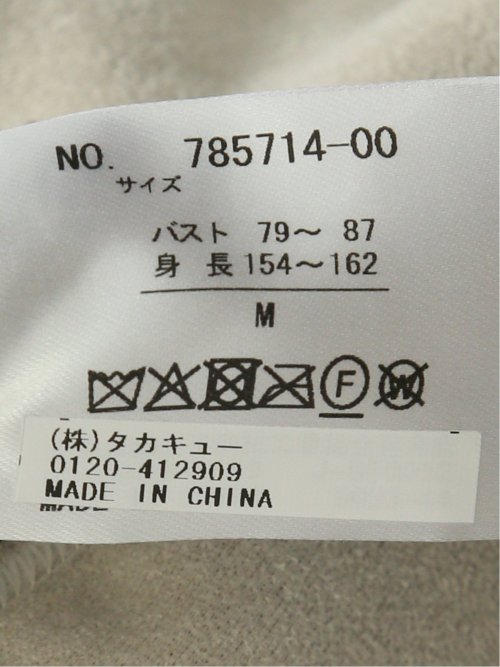 NO. 785714-00
サイズ
バスト 79〜 87
身 長 154〜162
M
F W
(株)タカキュー
0120-412909
MADE IN CHINA